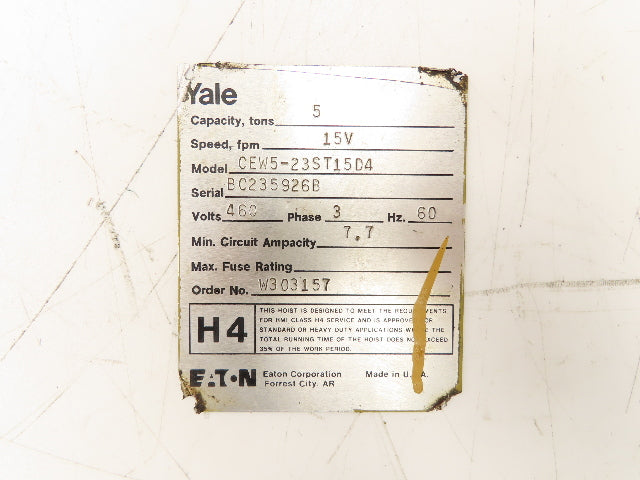 Yale
Capacity, tons 5
Speed, fpm 15V
Model CEW5-23ST15D4
Serial BC235926B
Volts 460 Phase 3 Hz. 60
Min. Circuit Ampacity 7.7
Max. Fuse Rating
Order No. W303157
H4
THIS HOIST IS DESIGNED TO MEET THE REQUIREMENTS
FOR HMI CLASS H4 SERVICE AND IS APPROVED FOR
STANDARD OR HEAVY DUTY APPLICATIONS WHERE THE
TOTAL RUNNING TIME OF THE HOIST DOES NOT EXCEED
35% OF THE WORK PERIOD.
EATON Eaton Corporation Made in U.S.A.
Forrest City, AR